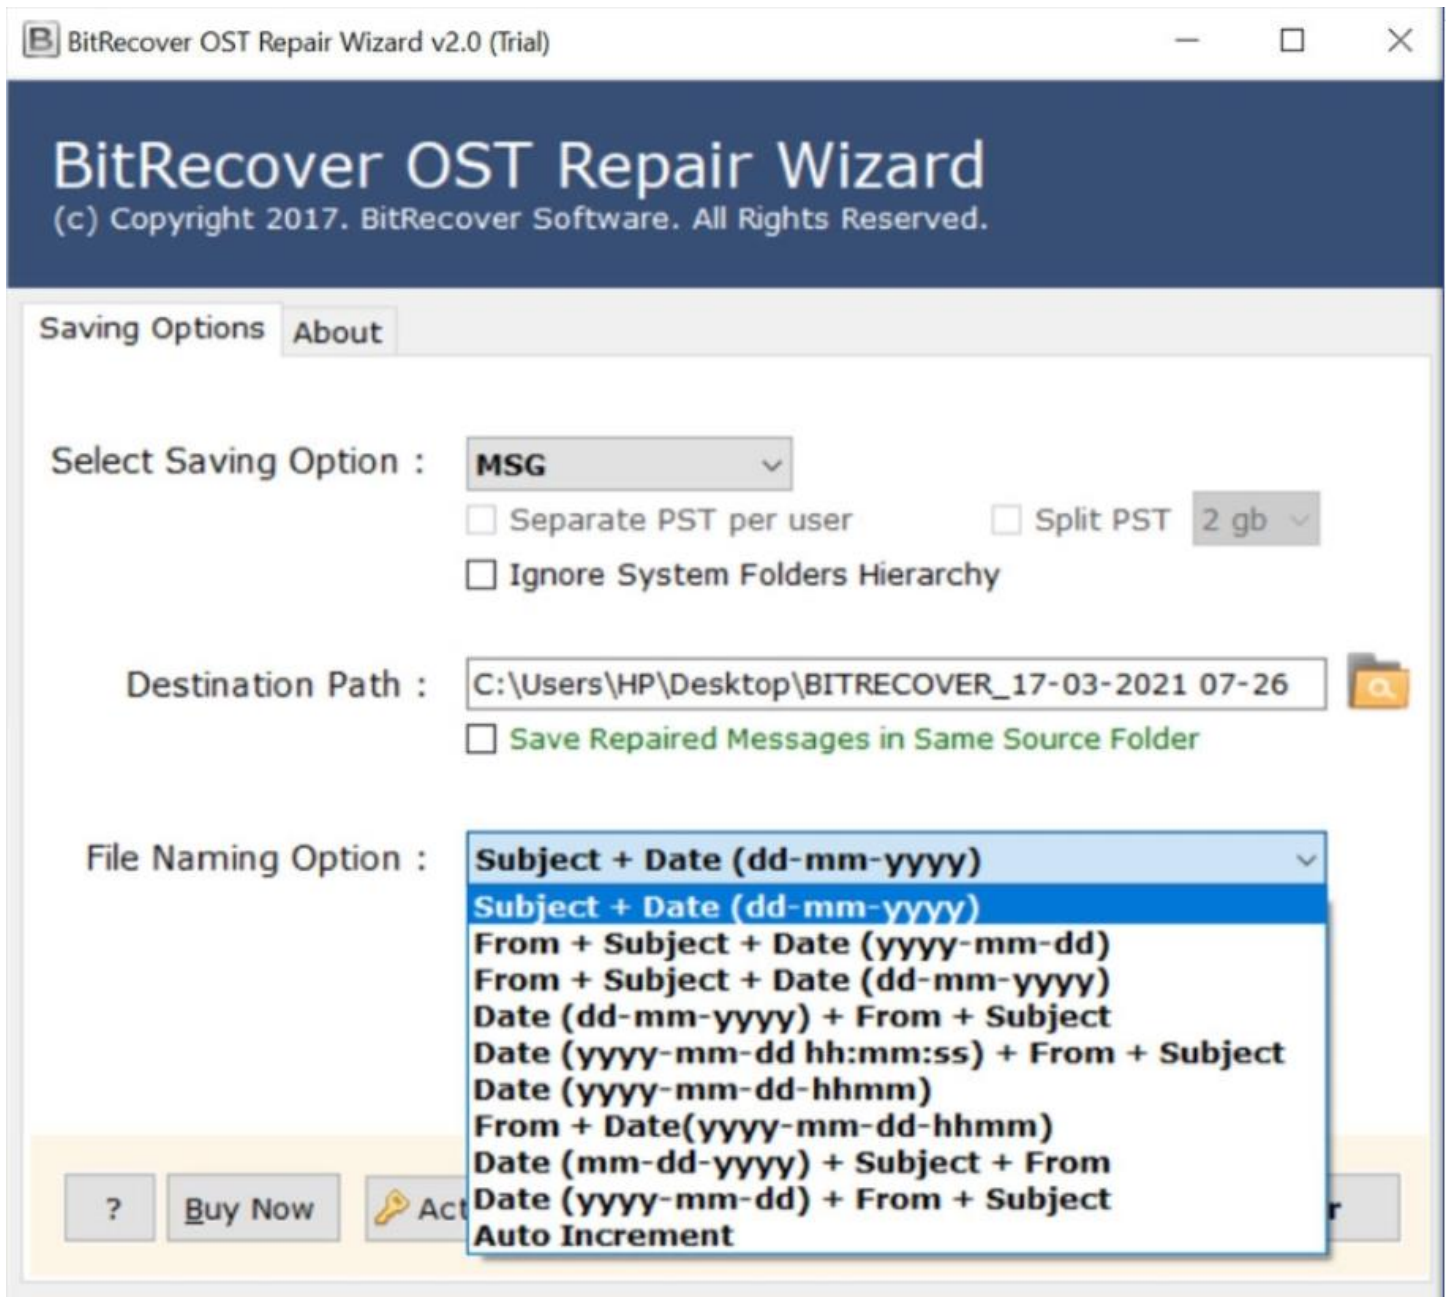 BitRecover OST Repair Wizard v2.0 (Trial)
BitRecover OST Repair Wizard
(c) Copyright 2017. BitRecover Software. All Rights Reserved.
Saving Options About
Select Saving Option : MSG
Separate PST per user Split PST 2 gb
Ignore System Folders Hierarchy
Destination Path : C:\Users\HP\Desktop\BITRECOVER_17-03-2021 07-26
Save Repaired Messages in Same Source Folder
File Naming Option : Subject + Date (dd-mm-yyyy)
Subject + Date (dd-mm-yyyy)
From + Subject + Date (yyyy-mm-dd)
From + Subject + Date (dd-mm-yyyy)
Date (dd-mm-yyyy) + From + Subject
Date (yyyy-mm-dd hh:mm:ss) + From + Subject
Date (yyyy-mm-dd-hhmm)
From + Date(yyyy-mm-dd-hhmm)
Date (mm-dd-yyyy) + Subject + From
Date (yyyy-mm-dd) + From + Subject
Auto Increment
? Buy Now Act r